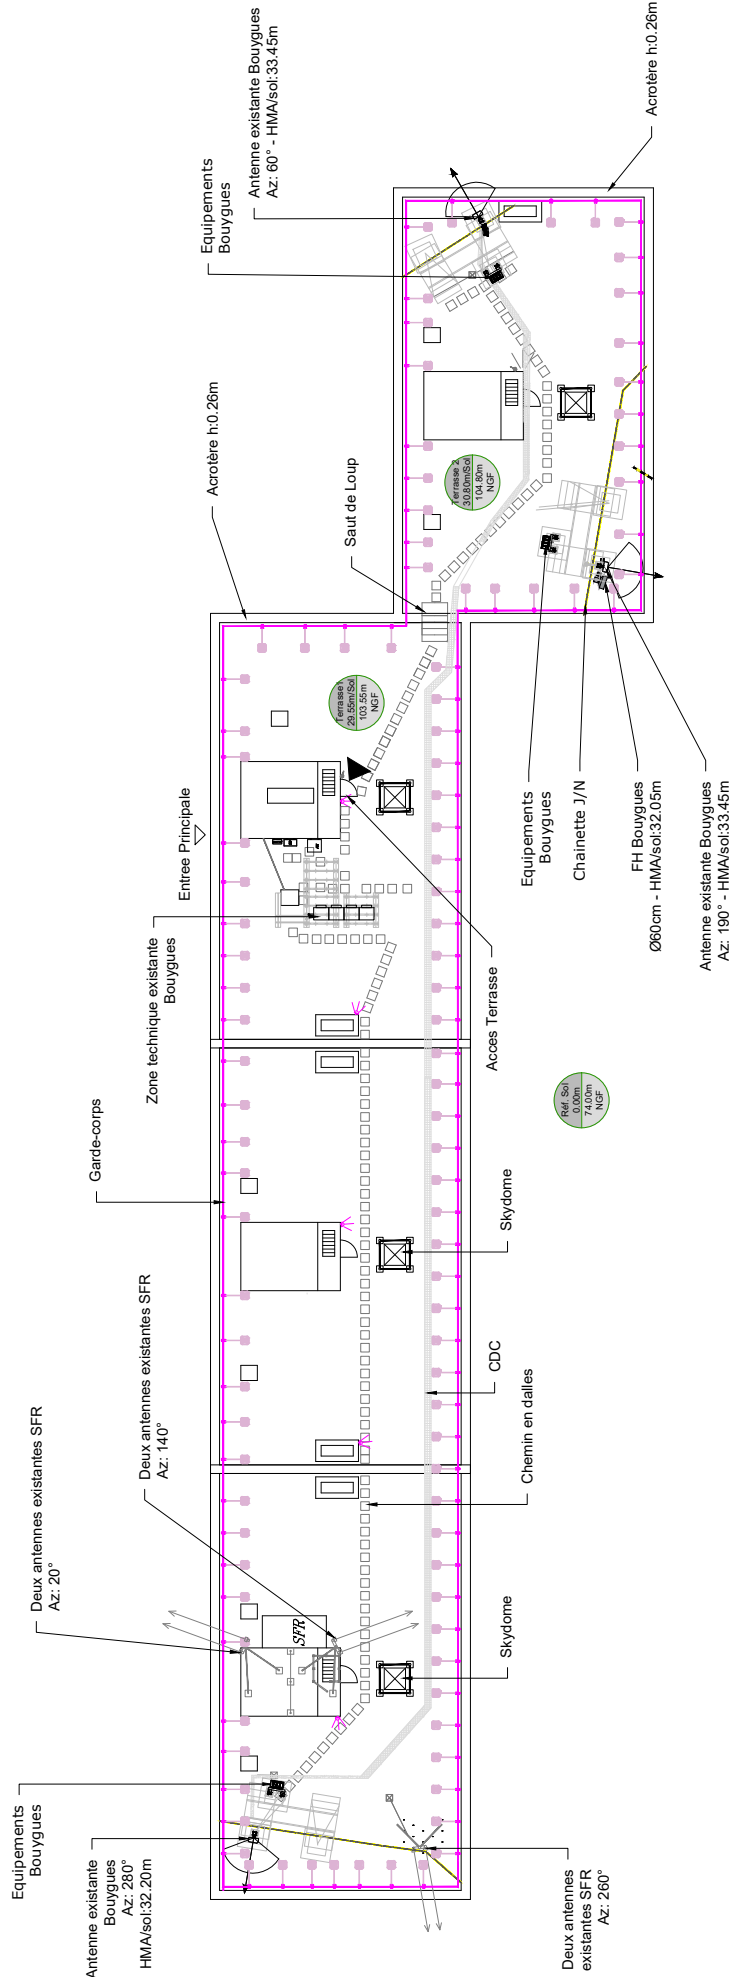 Antenne existante Bouygues
Az: 60° - HMA/sol:33.45m
Equipements
Bouygues
Acrotère h:0.26m
Acrotère h:0.26m
Saut de Loup
Terrasse 2
30.80m/Sol
104.80m
NGF
Terrasse1
29.55m/Sol
103.55m
NGF
Entree Principale
Equipements
Bouygues
Chainette J/N
FH Bouygues
Ø60cm - HMA/sol:32.05m
Antenne existante Bouygues
Az: 190° - HMA/sol:33.45m
Zone technique existante
Bouygues
Acces Terrasse
Réf. Sol
0.00m
74.00m
NGF
Garde-corps
Skydome
CDC
Chemin en dalles
Deux antennes existantes SFR
Az: 140°
Deux antennes existantes SFR
Az: 20°
SFR
Skydome
Equipements
Bouygues
Antenne existante
Bouygues
Az: 280°
HMA/sol:32.20m
Deux antennes
existantes SFR
Az: 260°